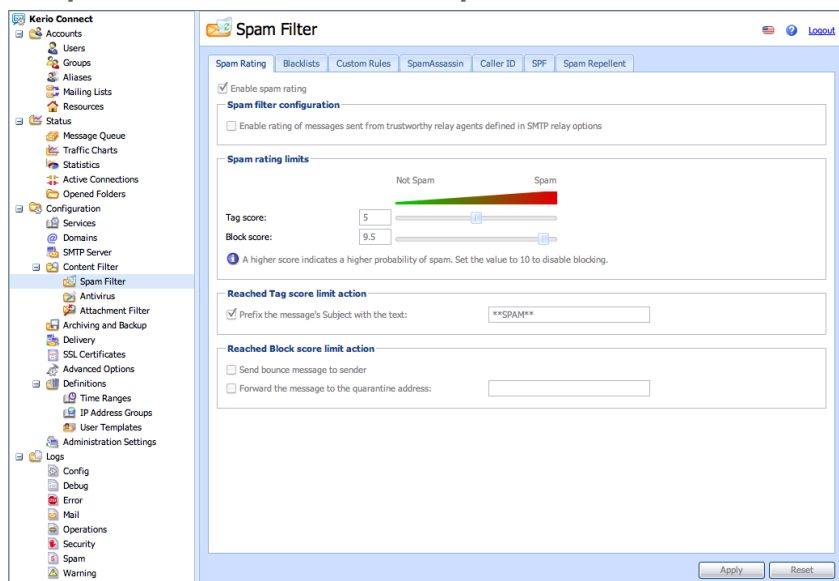 Kerio Connect
Accounts
Users
Groups
Aliases
Mailing Lists
Resources
Status
Message Queue
Traffic Charts
Statistics
Active Connections
Opened Folders
Configuration
Services
Domains
SMTP Server
Content Filter
Spam Filter
Antivirus
Attachment Filter
Archiving and Backup
Delivery
SSL Certificates
Advanced Options
Definitions
Time Ranges
IP Address Groups
User Templates
Administration Settings
Logs
Config
Debug
Error
Mail
Operations
Security
Spam
Warning
Spam Filter
Logout
Spam Rating Blacklists Custom Rules SpamAssassin Caller ID SPF Spam Repellent
Enable spam rating
Spam filter configuration
Enable rating of messages sent from trustworthy relay agents defined in SMTP relay options
Spam rating limits
Not Spam Spam
Tag score: 5
Block score: 9.5
A higher score indicates a higher probability of spam. Set the value to 10 to disable blocking.
Reached Tag score limit action
Prefix the message's Subject with the text: **SPAM**
Reached Block score limit action
Send bounce message to sender
Forward the message to the quarantine address:
Apply Reset